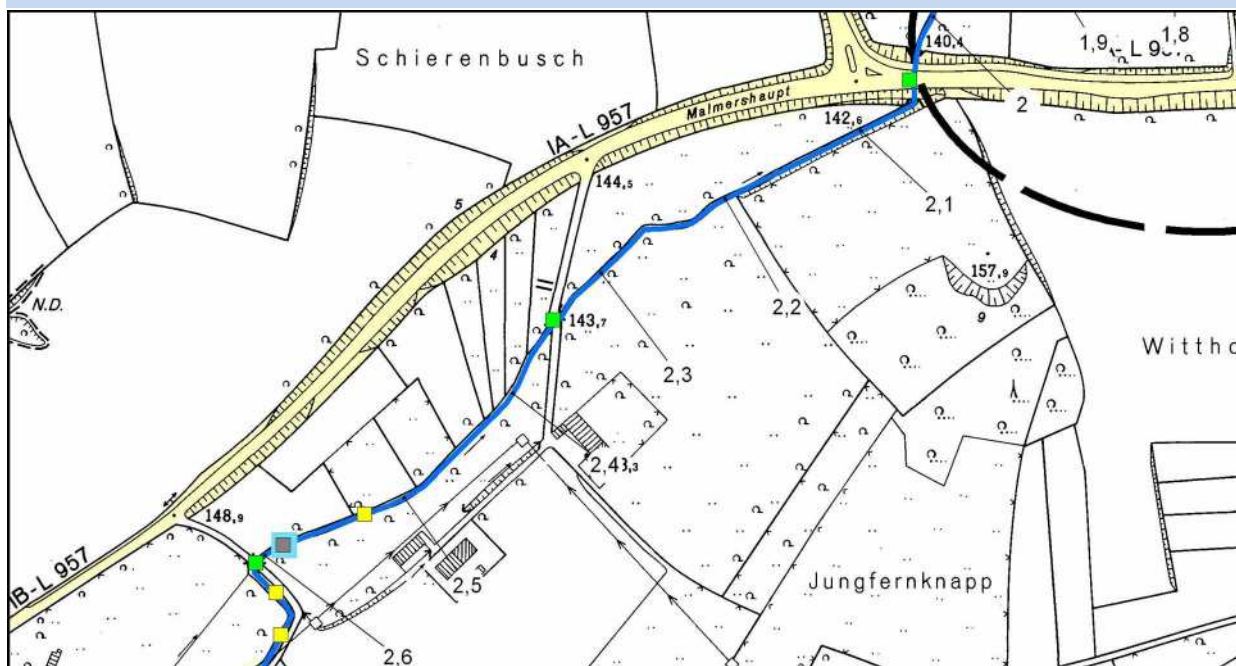 Schierenbusch
140,4
1,9
1,8
IA-L 957
Malmershaupt
2
142,6
144,5
5
4
2,1
N.D.
II
143,7
2,2
157,9
9
Wittho
2,3
2,4
3,3
148,9
IB-L 957
2,5
Jungfernknapp
2,6